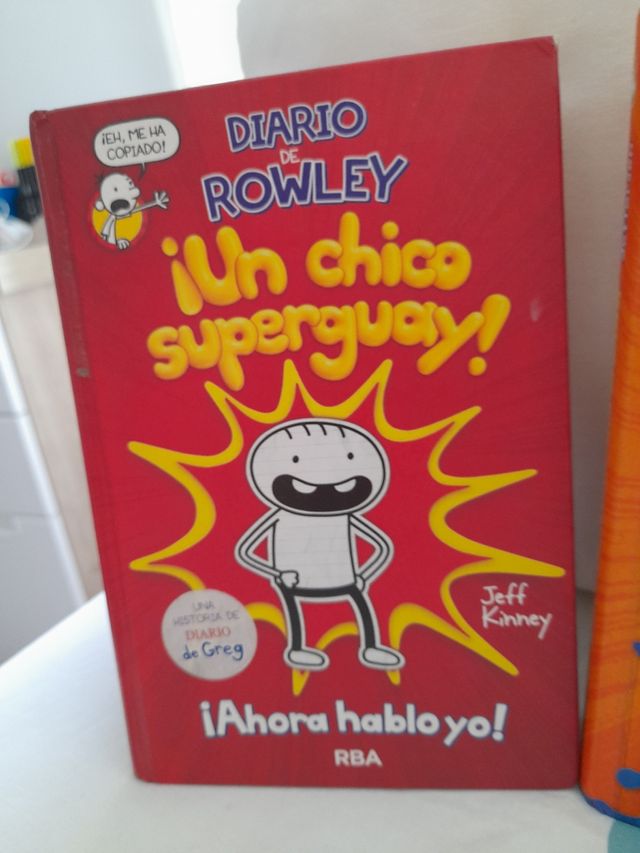 ¡EH, ME HA
COPIADO!
DIARIO
DE
ROWLEY
¡Un chico
superguay!
UNA
HISTORIA DE
DIARIO
de Greg
Jeff
Kinney
¡Ahora hablo yo!
RBA